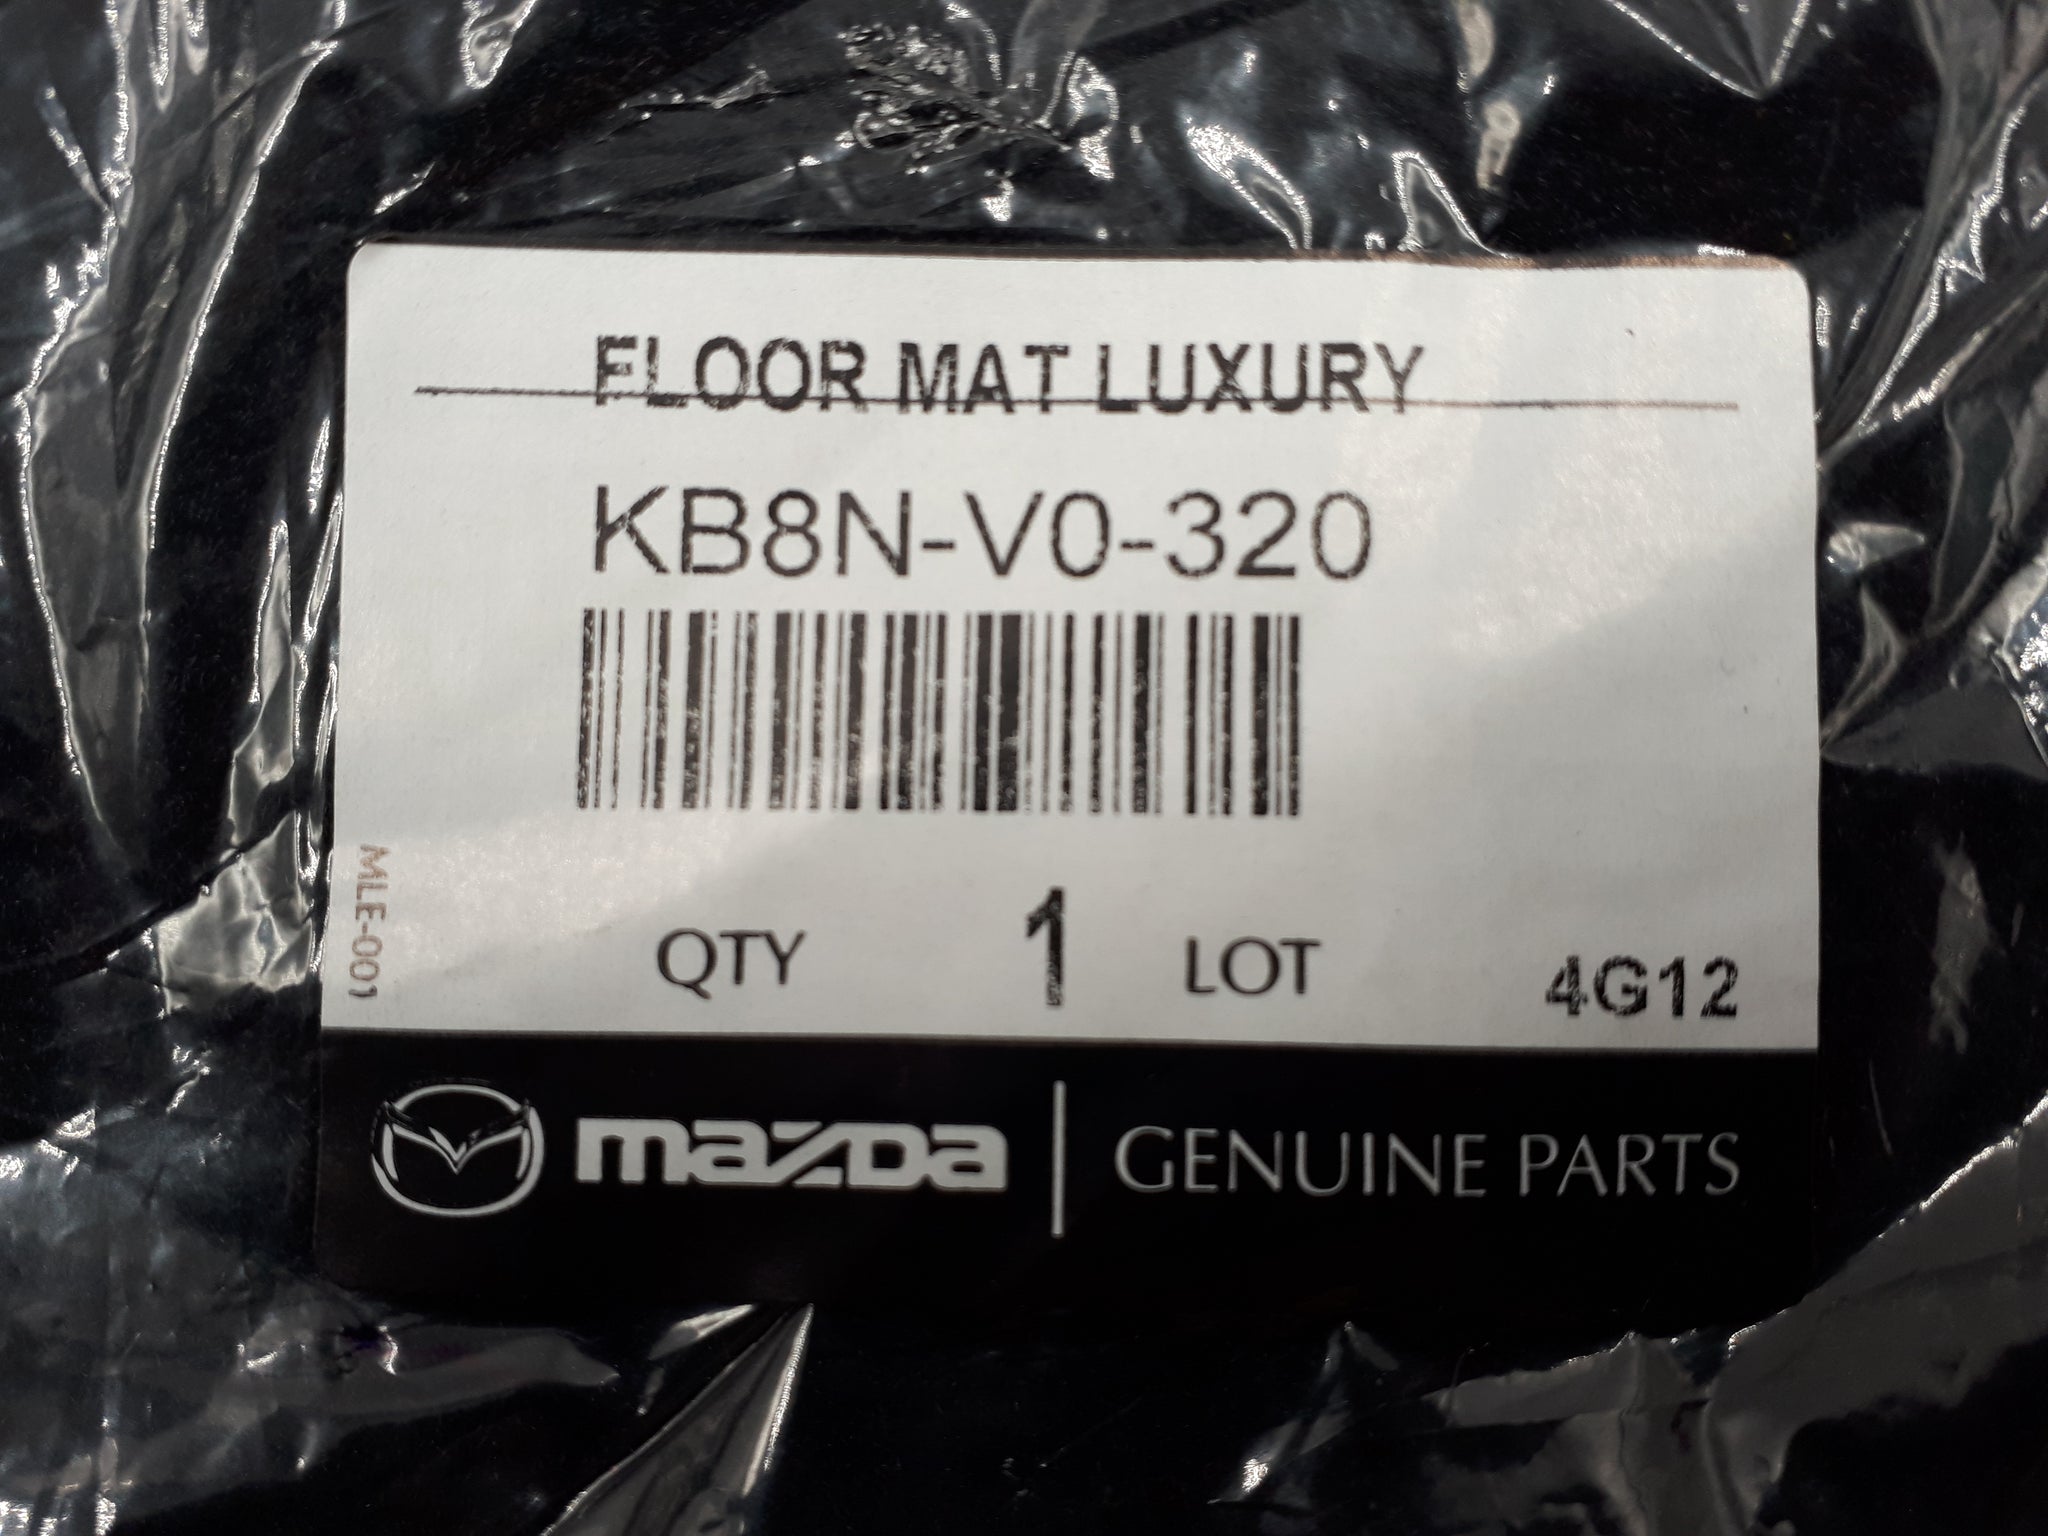 FLOOR MAT LUXURY
KB8N-V0-320
MLE-001
QTY 1 LOT 4G12
mazda | GENUINE PARTS